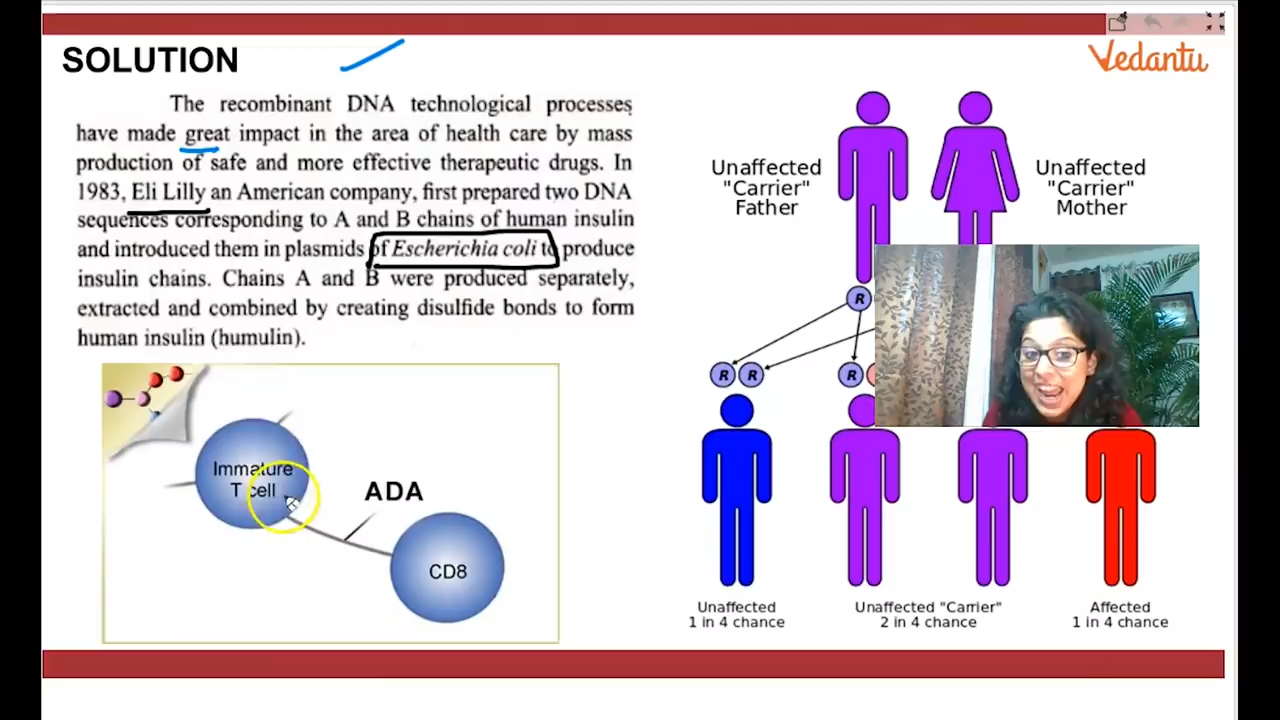 SOLUTION
Vedantu
The recombinant DNA technological processes
have made great impact in the area of health care by mass
production of safe and more effective therapeutic drugs. In
1983, Eli Lilly an American company, first prepared two DNA
sequences corresponding to A and B chains of human insulin
and introduced them in plasmids of Escherichia coli to produce
insulin chains. Chains A and B were produced separately,
extracted and combined by creating disulfide bonds to form
human insulin (humulin).
Immature
T cell
ADA
CD8
Unaffected
"Carrier"
Father
Unaffected
"Carrier"
Mother
R
R R R
Unaffected
1 in 4 chance
Unaffected "Carrier"
2 in 4 chance
Affected
1 in 4 chance